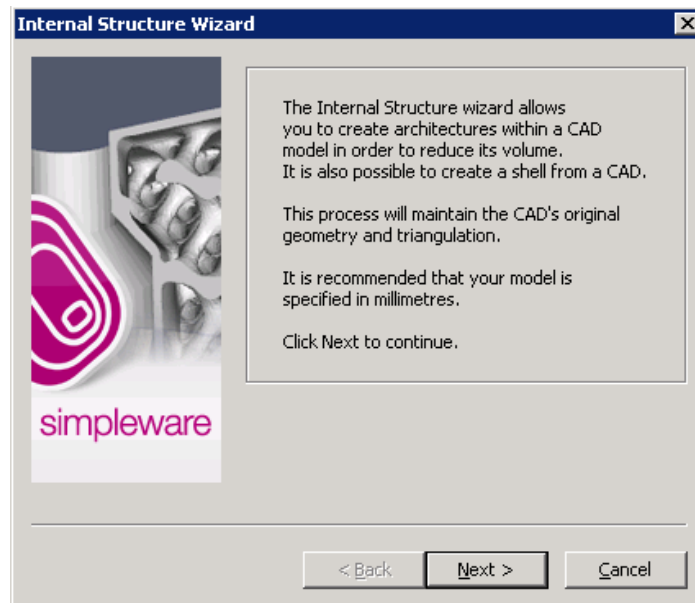 Internal Structure Wizard
The Internal Structure wizard allows
you to create architectures within a CAD
model in order to reduce its volume.
It is also possible to create a shell from a CAD.
This process will maintain the CAD's original
geometry and triangulation.
It is recommended that your model is
specified in millimetres.
Click Next to continue.
simpleware
< Back Next > Cancel